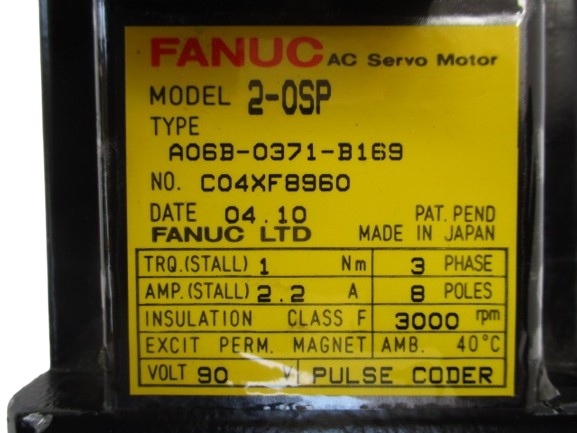 FANUC AC Servo Motor
MODEL 2-0SP
TYPE
A06B-0371-B169
NO. C04XF8960
DATE 04.10 PAT. PEND
FANUC LTD MADE IN JAPAN
TRQ.(STALL) 1 Nm 3 PHASE
AMP.(STALL) 2.2 A 8 POLES
INSULATION CLASS F 3000 rpm
EXCIT PERM. MAGNET AMB. 40°C
VOLT 90 V PULSE CODER